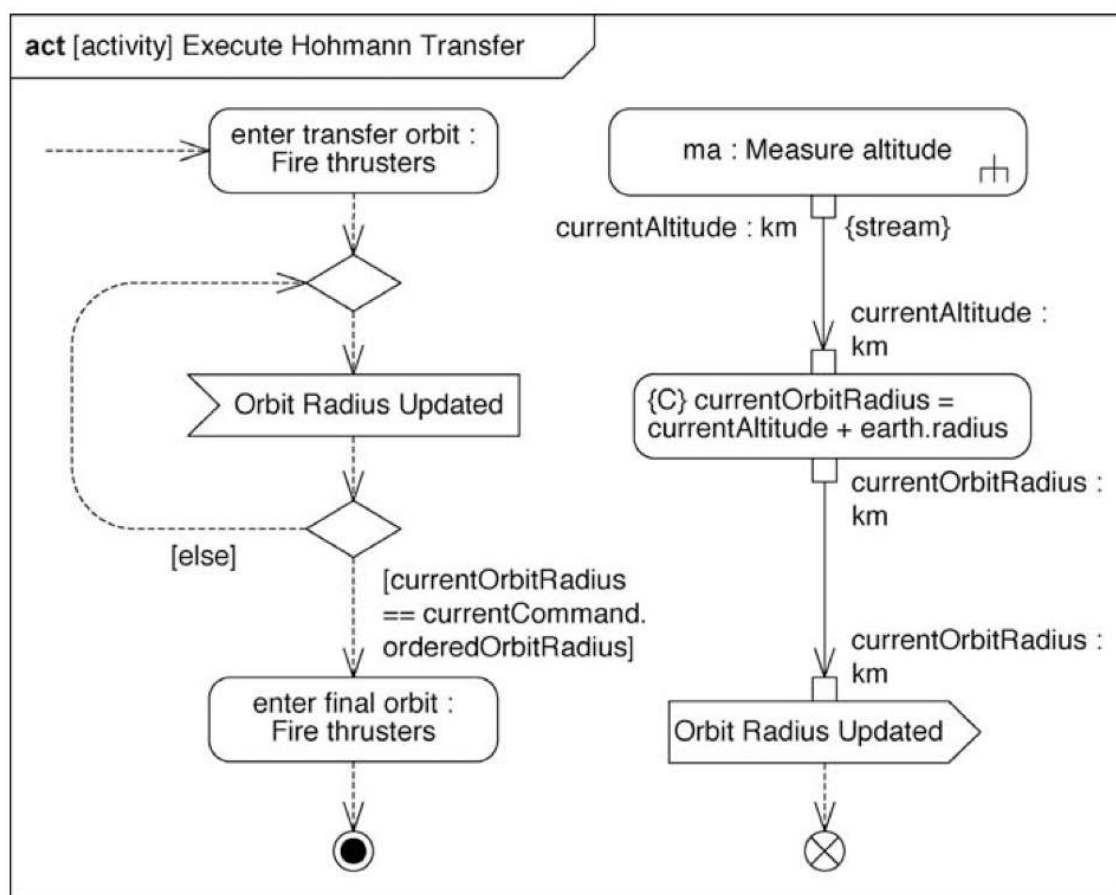 act [activity] Execute Hohmann Transfer
enter transfer orbit :
Fire thrusters
Orbit Radius Updated
[else]
[currentOrbitRadius
== currentCommand.
orderedOrbitRadius]
enter final orbit :
Fire thrusters
ma : Measure altitude
currentAltitude : km {stream}
currentAltitude :
km
{C} currentOrbitRadius =
currentAltitude + earth.radius
currentOrbitRadius :
km
currentOrbitRadius :
km
Orbit Radius Updated